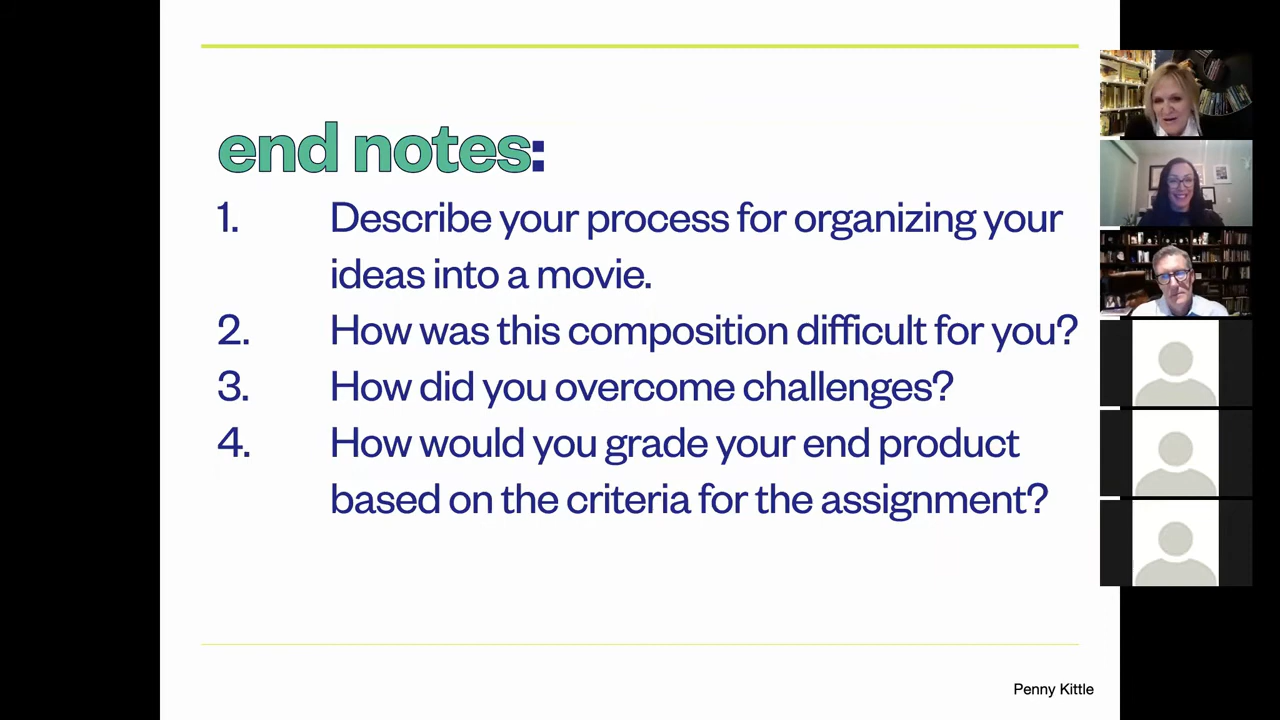 end notes:
1. Describe your process for organizing your
ideas into a movie.
2. How was this composition difficult for you?
3. How did you overcome challenges?
4. How would you grade your end product
based on the criteria for the assignment?
Penny Kittle